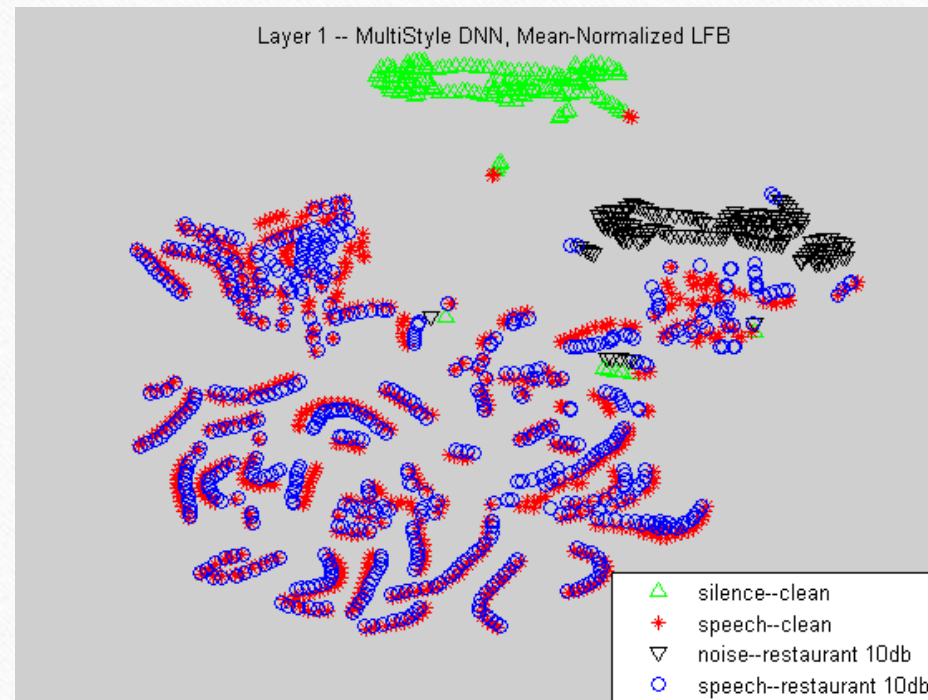 Layer 1 -- MultiStyle DNN, Mean-Normalized LFB
silence--clean
speech--clean
noise--restaurant 10db
speech--restaurant 10db